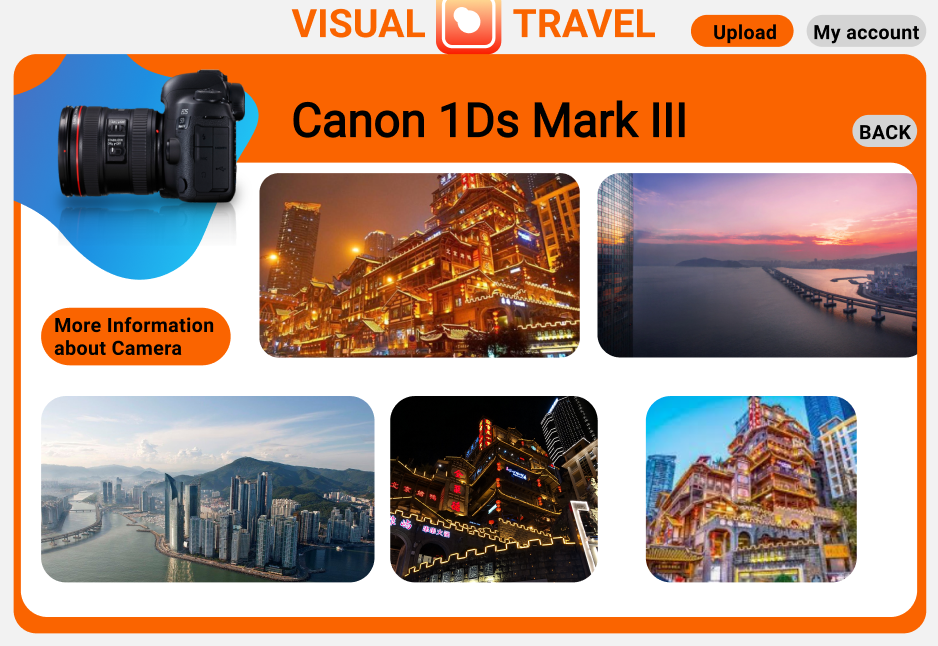 VISUAL TRAVEL
Upload
My account
Canon 1Ds Mark III
BACK
More Information
about Camera